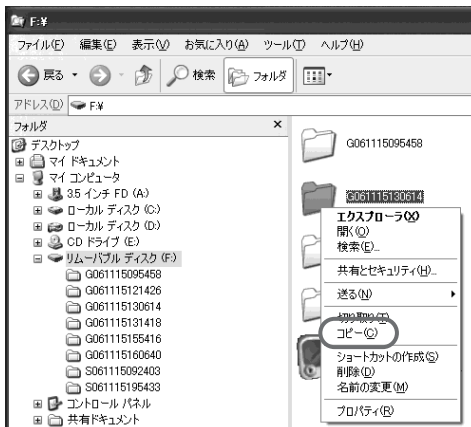 F:¥
ファイル(F) 編集(E) 表示(V) お気に入り(A) ツール(T) ヘルプ(H)
戻る 検索 フォルダ
アドレス(D) F:¥
フォルダ ×
デスクトップ
マイ ドキュメント
マイ コンピュータ
3.5 インチ FD (A:)
ローカル ディスク (C:)
ローカル ディスク (D:)
CD ドライブ (E:)
リムーバブル ディスク (F:)
G061115095458
G061115121426
G061115130614
G061115131418
G061115155416
G061115160640
S061115092403
S061115195433
コントロール パネル
共有ドキュメント
G061115095458
G061115130614
エクスプローラ(X)
開く(O)
検索(E)...
共有とセキュリティ(H)...
送る(N)
切り取り(T)
コピー(C)
ショートカットの作成(S)
削除(D)
名前の変更(M)
プロパティ(R)